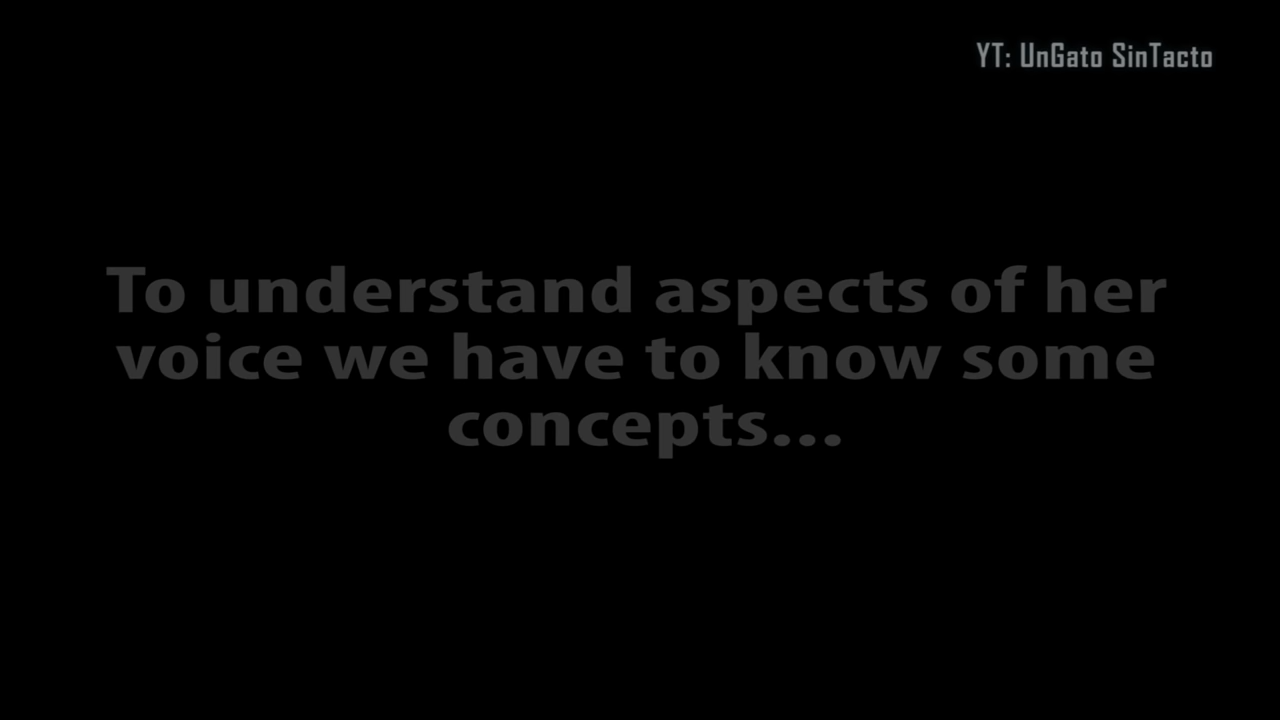 YT: UnGato SinTacto
To understand aspects of her
voice we have to know some
concepts...